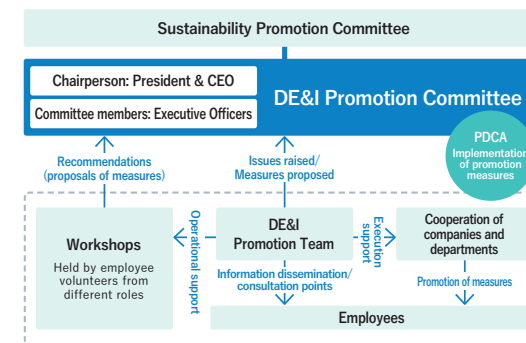 Sustainability Promotion Committee
Chairperson: President & CEO
Committee members: Executive Officers
DE&I Promotion Committee
PDCA
Implementation
of promotion
measures
Recommendations
(proposals of measures)
Issues raised/
Measures proposed
Workshops
Held by employee
volunteers from
different roles
Operational support
DE&I
Promotion Team
Execution
support
Cooperation of
companies and
departments
Information dissemination/
consultation points
Promotion of measures
Employees